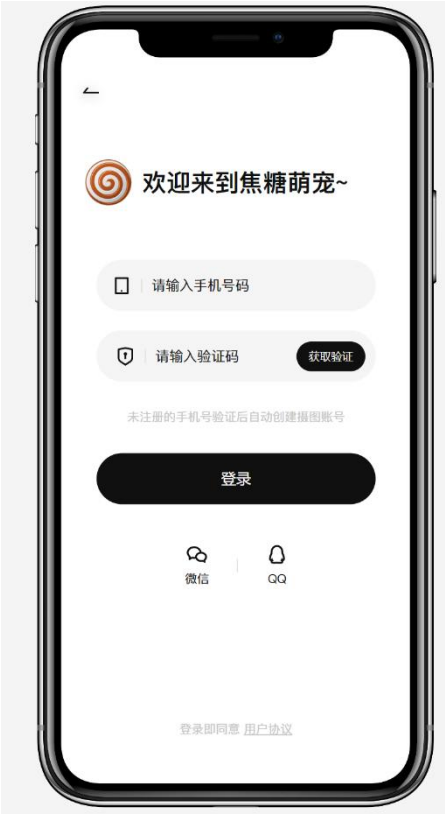 欢迎来到焦糖萌宠~
请输入手机号码
请输入验证码
获取验证
未注册的手机号验证后自动创建摄图账号
登录
微信
QQ
登录即同意 用户协议